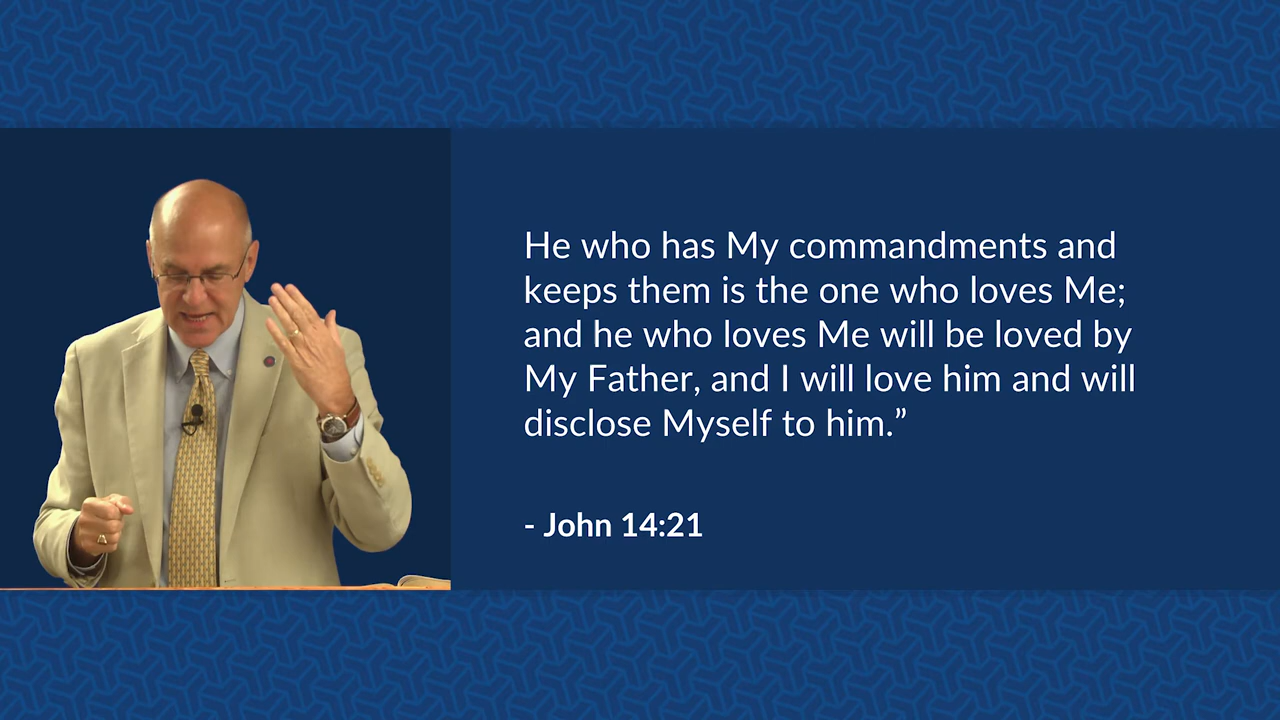 He who has My commandments and
keeps them is the one who loves Me;
and he who loves Me will be loved by
My Father, and I will love him and will
disclose Myself to him.”
- John 14:21